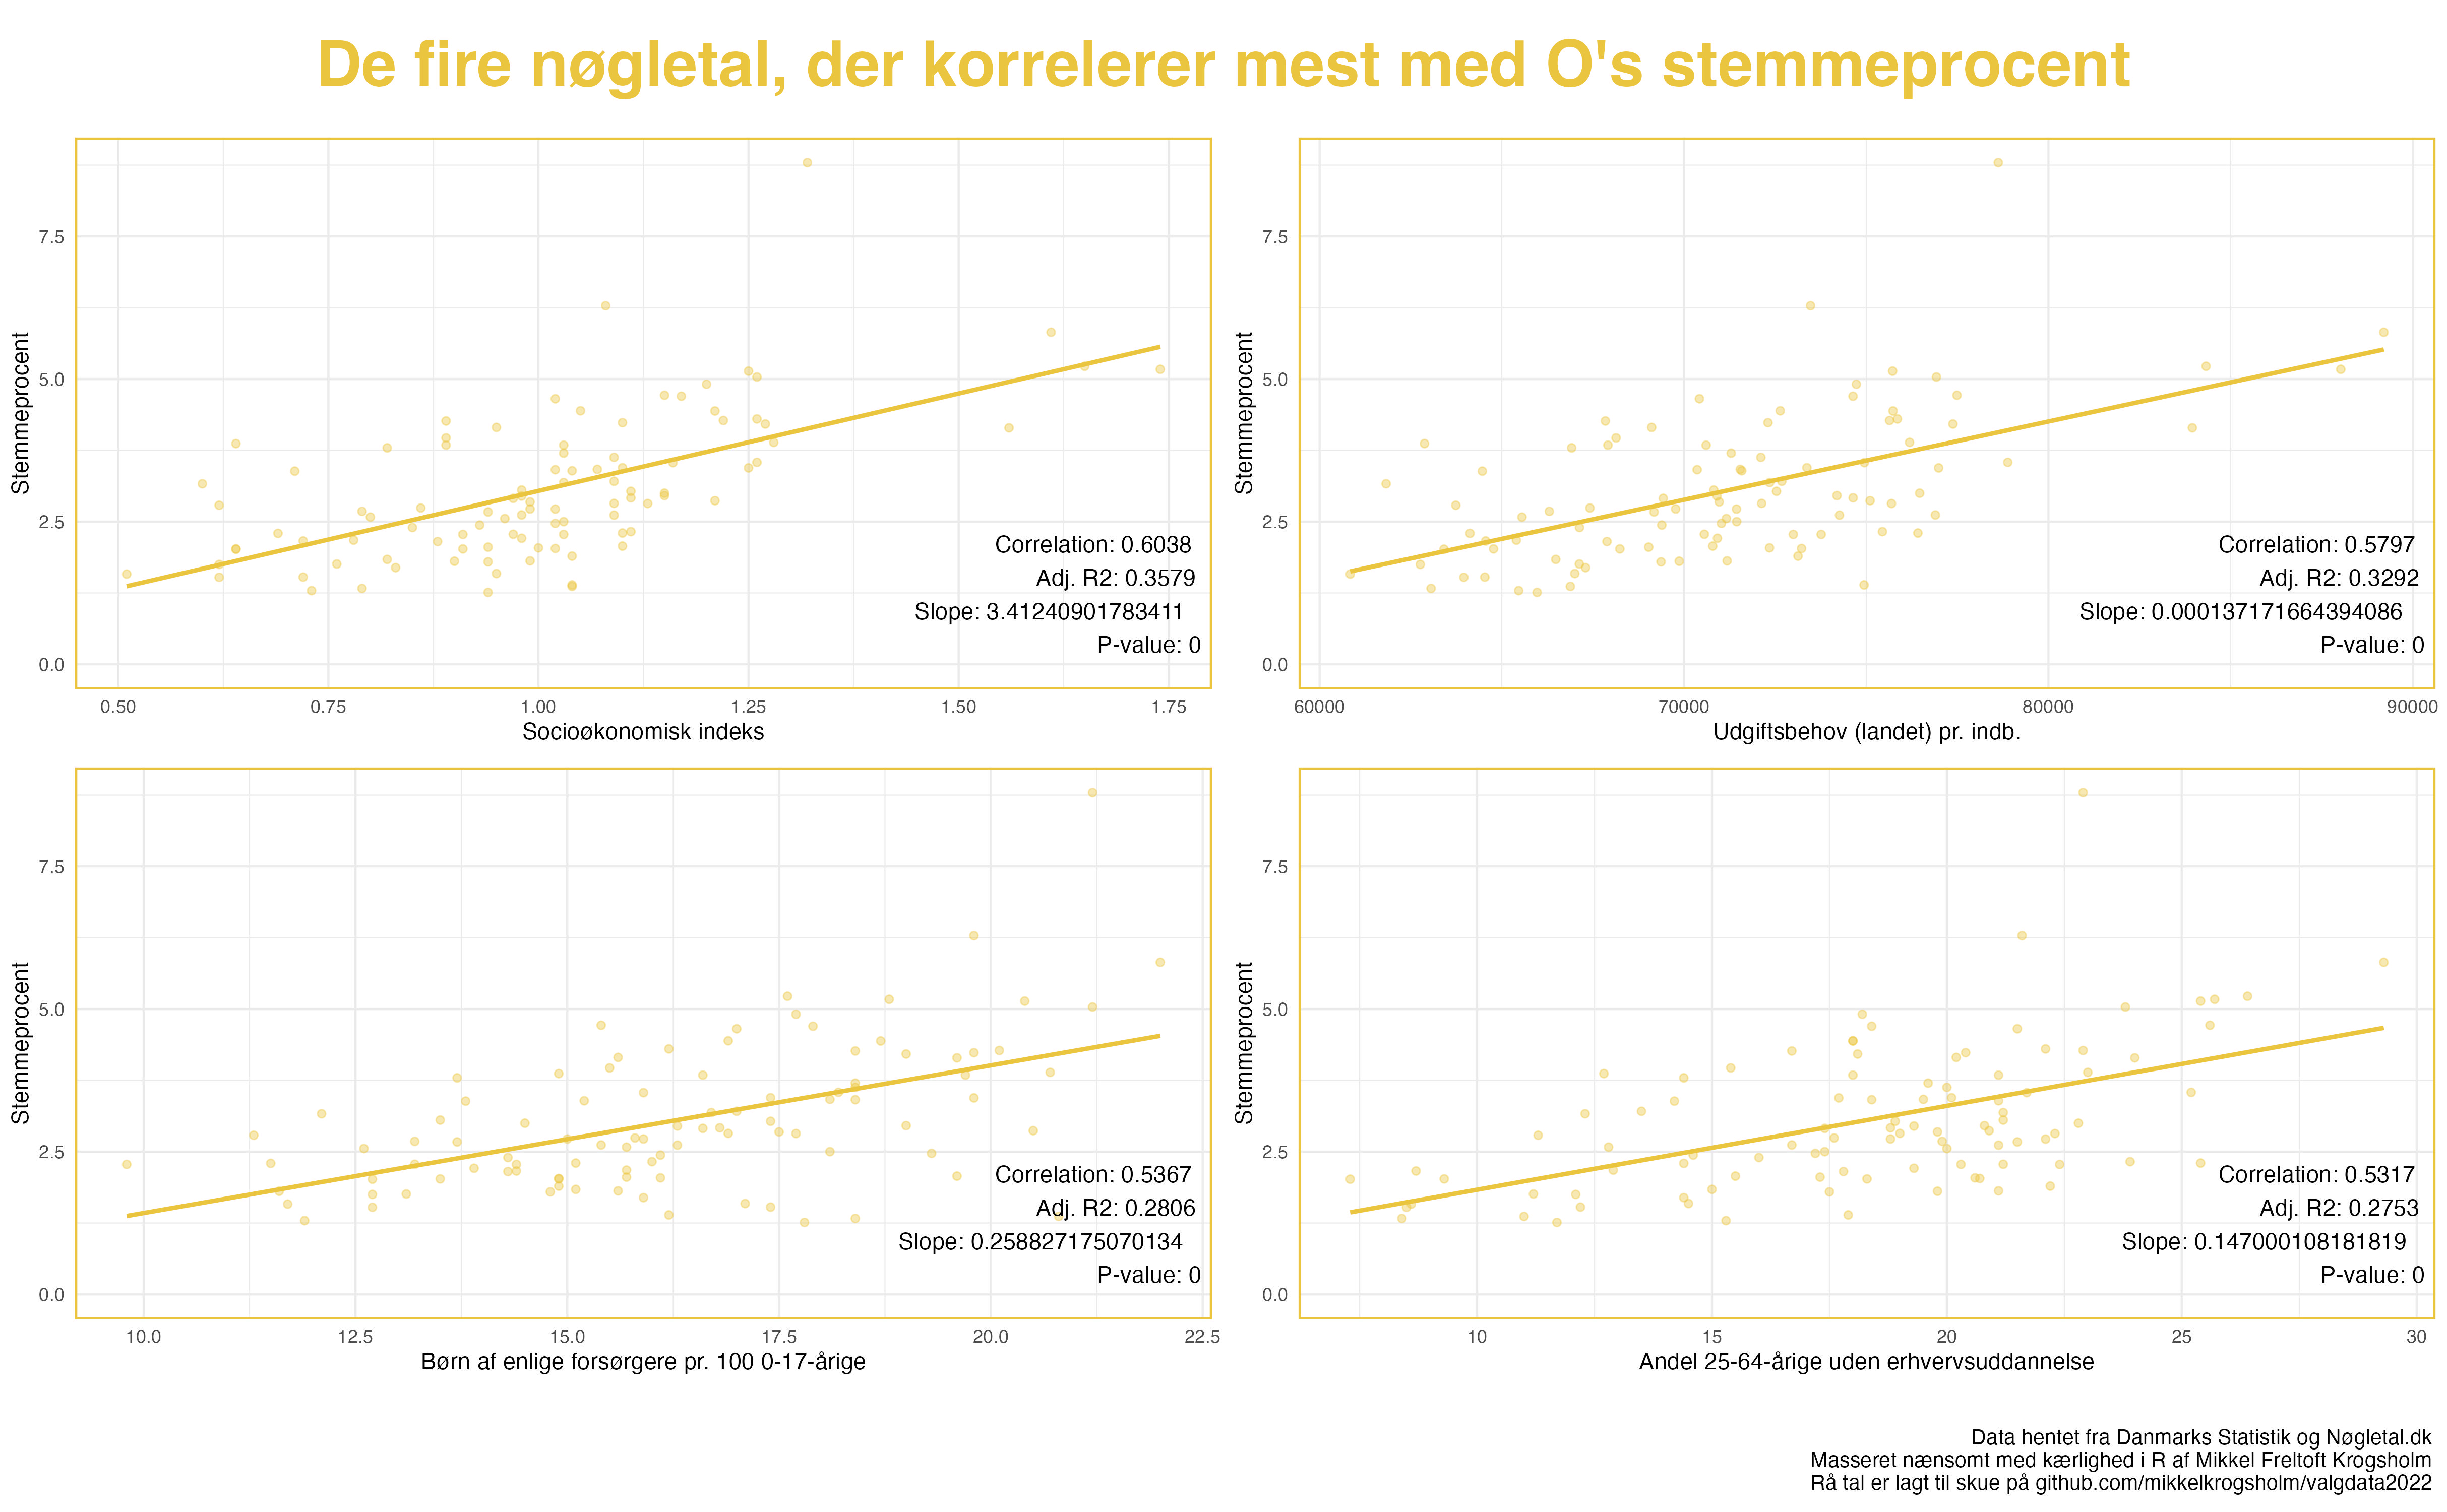 De fire nøgletal, der korrelerer mest med O's stemmeprocent
Stemmeprocent
7.5
5.0
2.5
0.0
Correlation: 0.6038
Adj. R2: 0.3579
Slope: 3.41240901783411
P-value: 0
0.50 0.75 1.00 1.25 1.50 1.75
Socioøkonomisk indeks
Stemmeprocent
7.5
5.0
2.5
0.0
Correlation: 0.5797
Adj. R2: 0.3292
Slope: 0.000137171664394086
P-value: 0
60000 70000 80000 90000
Udgiftsbehov (landet) pr. indb.
Stemmeprocent
7.5
5.0
2.5
0.0
Correlation: 0.5367
Adj. R2: 0.2806
Slope: 0.258827175070134
P-value: 0
10.0 12.5 15.0 17.5 20.0 22.5
Børn af enlige forsørgere pr. 100 0-17-årige
Stemmeprocent
7.5
5.0
2.5
0.0
Correlation: 0.5317
Adj. R2: 0.2753
Slope: 0.147000108181819
P-value: 0
10 15 20 25 30
Andel 25-64-årige uden erhvervsuddannelse
Data hentet fra Danmarks Statistik og Nøgletal.dk
Masseret nænsomt med kærlighed i R af Mikkel Freltoft Krogsholm
Rå tal er lagt til skue på github.com/mikkelkrogsholm/valgdata2022